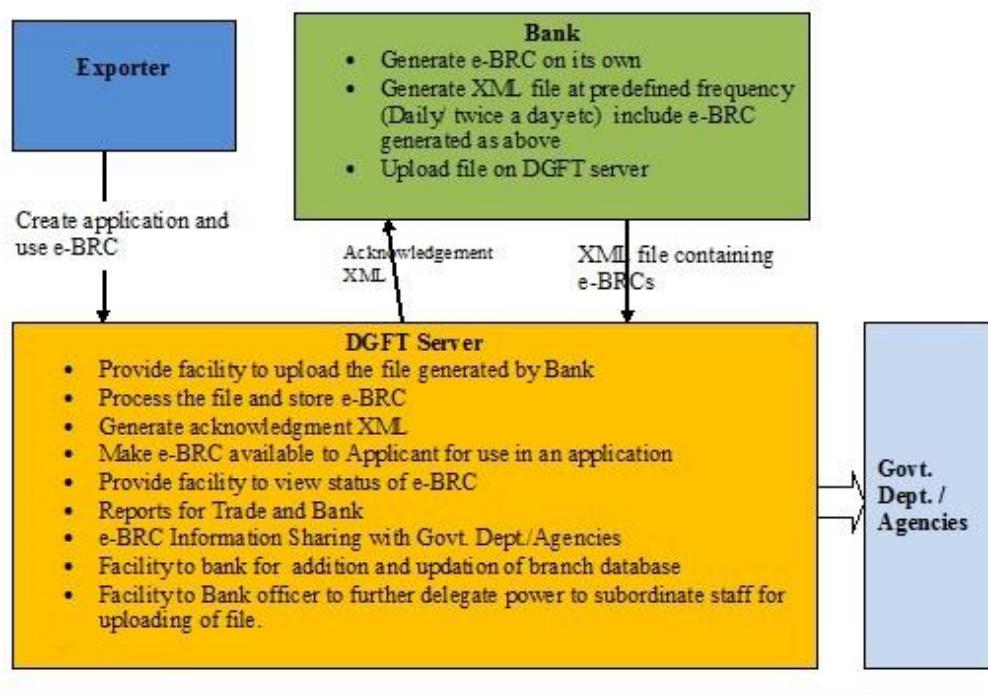 Exporter
Bank
• Generate e-BRC on its own
• Generate XML file at predefined frequency
(Daily/ twice a day etc) include e-BRC
generated as above
• Upload file on DGFT server
Create application and
use e-BRC
Acknowledgement
XML
XML file containing
e-BRCs
DGFT Server
• Provide facility to upload the file generated by Bank
• Process the file and store e-BRC
• Generate acknowledgment XML
• Make e-BRC available to Applicant for use in an application
• Provide facility to view status of e-BRC
• Reports for Trade and Bank
• e-BRC Information Sharing with Govt. Dept./Agencies
• Facility to bank for addition and updation of branch database
• Facility to Bank officer to further delegate power to subordinate staff for
uploading of file.
Govt.
Dept. /
Agencies